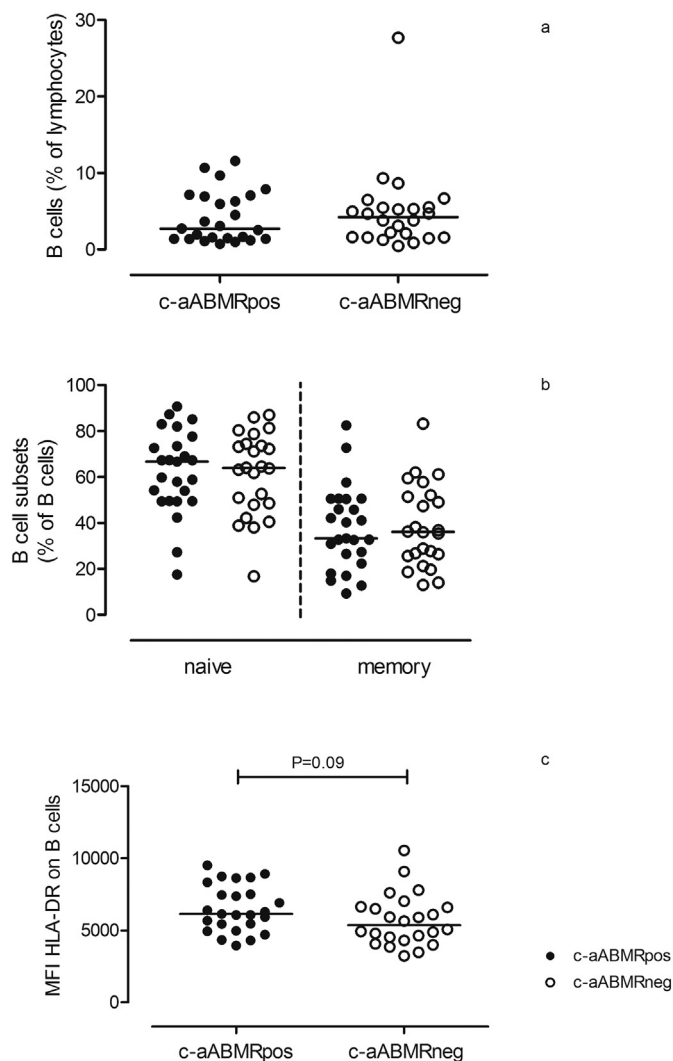 a
30
20
10
0
B cells (% of lymphocytes)
c-aABMRpos
c-aABMRneg
b
100
80
60
40
20
0
B cell subsets
(% of B cells)
naive
memory
c
P=0.09
15000
10000
5000
0
MFI HLA-DR on B cells
c-aABMRpos
c-aABMRneg
c-aABMRpos
c-aABMRneg